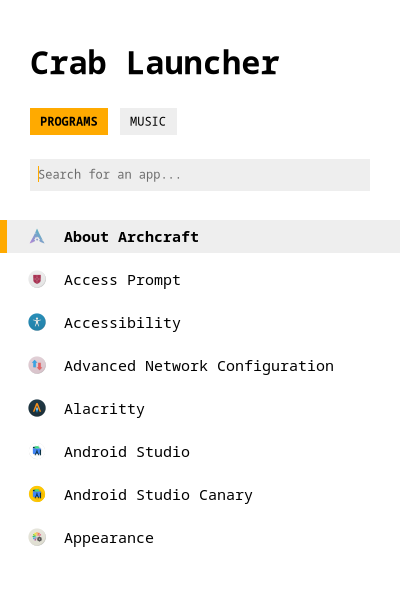 Crab Launcher
PROGRAMS MUSIC
Search for an app...
About Archcraft
Access Prompt
Accessibility
Advanced Network Configuration
Alacritty
Android Studio
Android Studio Canary
Appearance